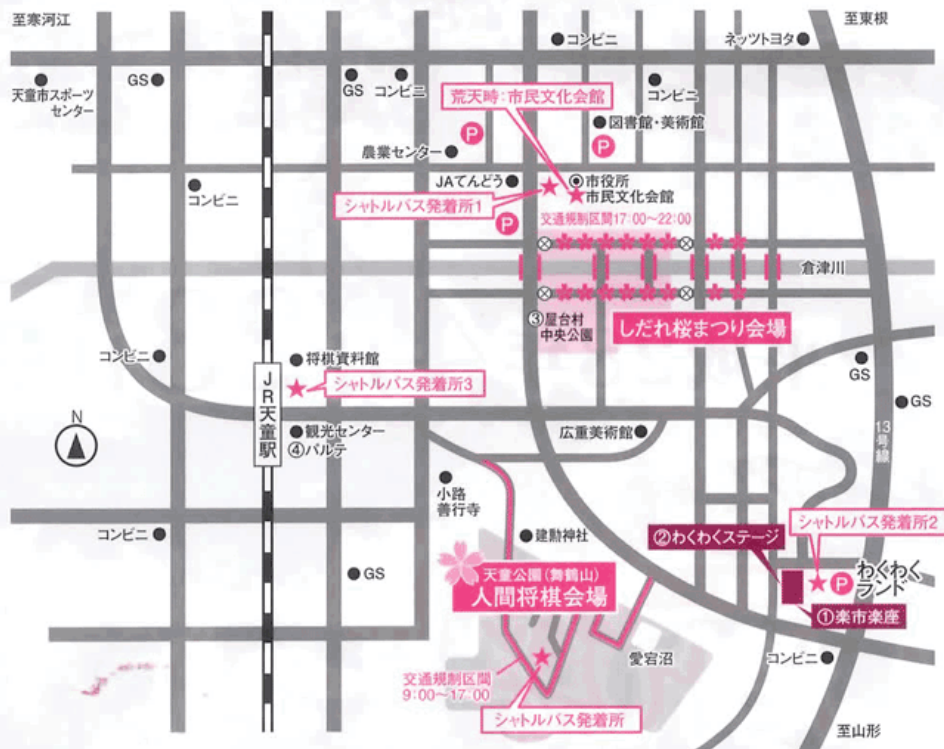 至寒河江
至東根
コンビニ
ネッツトヨタ
天童市スポーツ
センター
GS
GS
コンビニ
コンビニ
荒天時:市民文化会館
P
図書館・美術館
P
農業センター
コンビニ
JAてんどう
市役所
市民文化会館
シャトルバス発着所1
P
交通規制区間17:00~22:00
倉津川
③屋台村
中央公園
しだれ桜まつり会場
コンビニ
将棋資料館
シャトルバス発着所3
JR天童駅
GS
GS
N
観光センター
④パルテ
広重美術館
13号線
小路
善行寺
コンビニ
建勲神社
②わくわくステージ
シャトルバス発着所2
P
わくわく
ランド
①楽市楽座
GS
天童公園(舞鶴山)
人間将棋会場
愛宕沼
コンビニ
交通規制区間
9:00~17:00
シャトルバス発着所
至山形